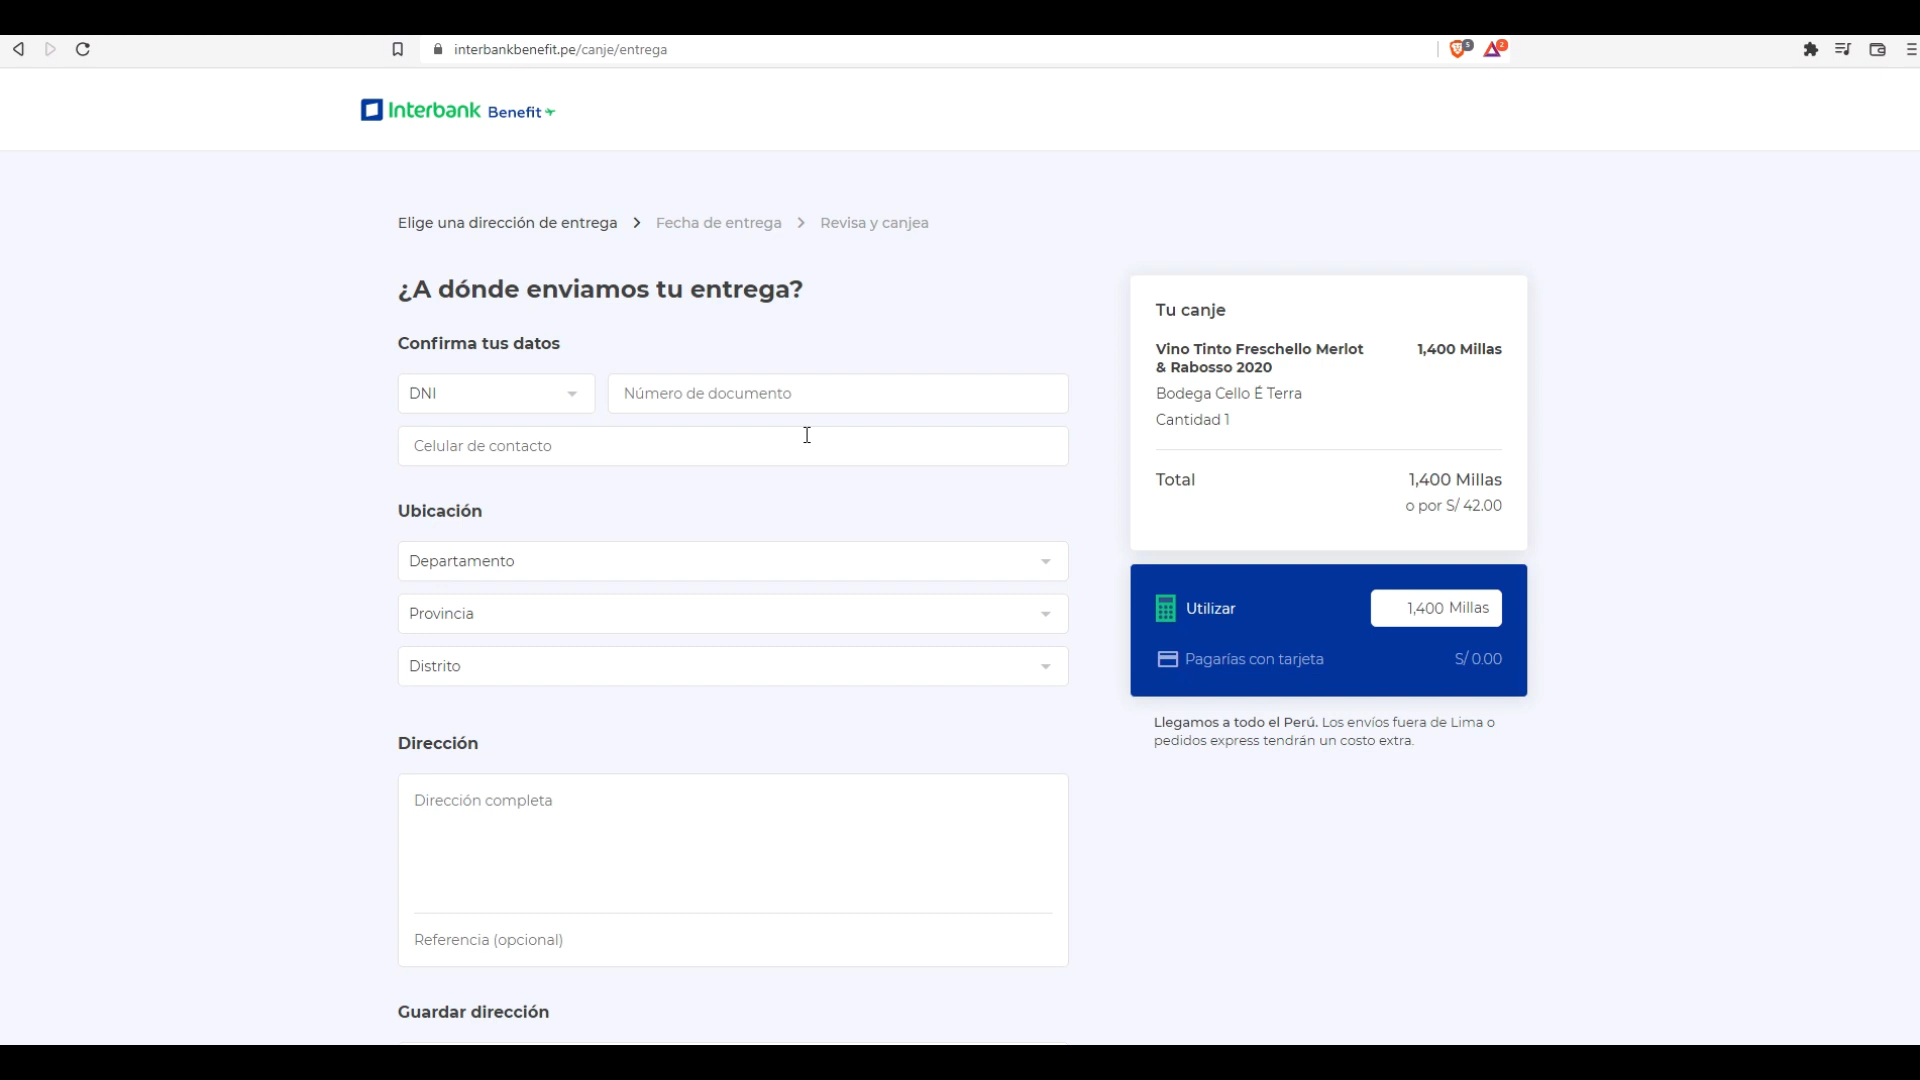 interbankbenefit.pe/canje/entrega
5
2
Interbank Benefit
Elige una dirección de entrega > Fecha de entrega > Revisa y canjea
¿A dónde enviamos tu entrega?
Confirma tus datos
DNI
Número de documento
Celular de contacto
Ubicación
Departamento
Provincia
Distrito
Dirección
Dirección completa
Referencia (opcional)
Guardar dirección
Tu canje
Vino Tinto Freschello Merlot 1,400 Millas
& Rabosso 2020
Bodega Cello É Terra
Cantidad 1
Total 1,400 Millas
o por S/ 42.00
Utilizar 1,400 Millas
Pagarías con tarjeta S/ 0.00
Llegamos a todo el Perú. Los envíos fuera de Lima o
pedidos express tendrán un costo extra.